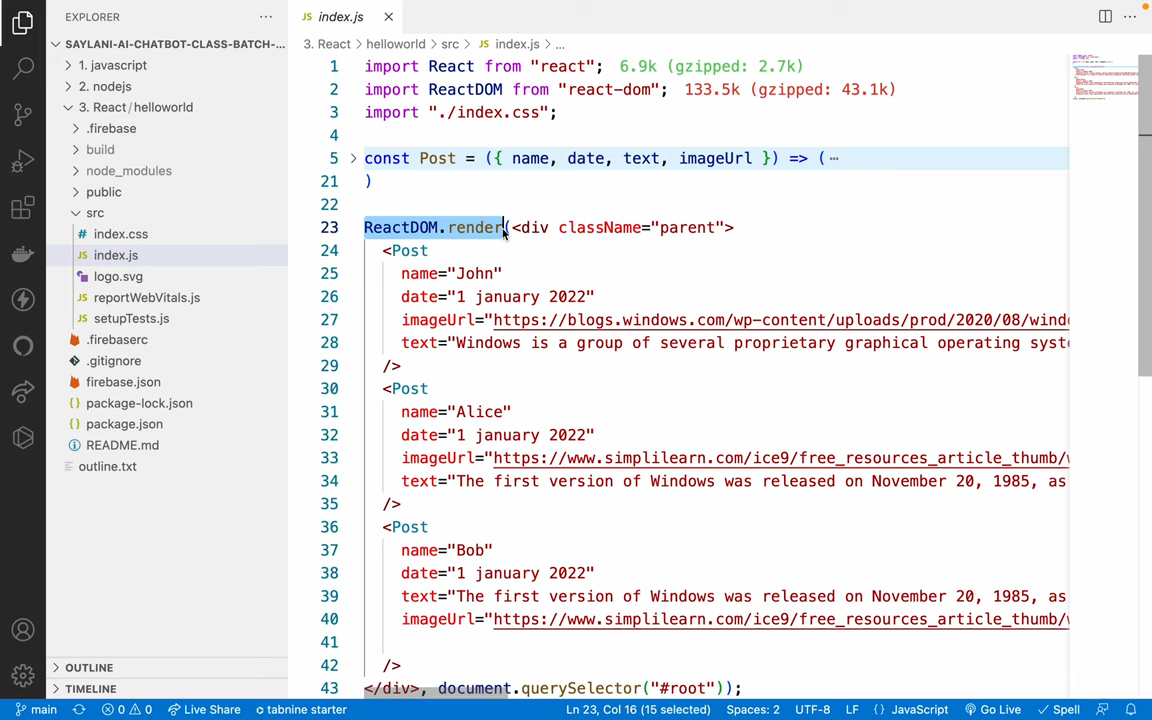 EXPLORER
SAYLANI-AI-CHATBOT-CLASS-BATCH-...
1. javascript
2. nodejs
3. React / helloworld
.firebase
build
node_modules
public
src
# index.css
JS index.js
logo.svg
JS reportWebVitals.js
JS setupTests.js
.firebaserc
.gitignore
firebase.json
{} package-lock.json
{} package.json
README.md
outline.txt
OUTLINE
TIMELINE
JS index.js
3. React > helloworld > src > JS index.js > ...
1 import React from "react"; 6.9k (gzipped: 2.7k)
2 import ReactDOM from "react-dom"; 133.5k (gzipped: 43.1k)
3 import "./index.css";
4
5 const Post = ({ name, date, text, imageUrl }) => (...
21 )
22
23 ReactDOM.render(<div className="parent">
24 <Post
25 name="John"
26 date="1 january 2022"
27 imageUrl="https://blogs.windows.com/wp-content/uploads/prod/2020/08/wind
28 text="Windows is a group of several proprietary graphical operating syst
29 />
30 <Post
31 name="Alice"
32 date="1 january 2022"
33 imageUrl="https://www.simplilearn.com/ice9/free_resources_article_thumb/
34 text="The first version of Windows was released on November 20, 1985, as
35 />
36 <Post
37 name="Bob"
38 date="1 january 2022"
39 text="The first version of Windows was released on November 20, 1985, as
40 imageUrl="https://www.simplilearn.com/ice9/free_resources_article_thumb/
41
42 />
43 </div>, document.querySelector("#root"));
main 0 0 Live Share tabnine starter Ln 23, Col 16 (15 selected) Spaces: 2 UTF-8 LF {} JavaScript Go Live Spell